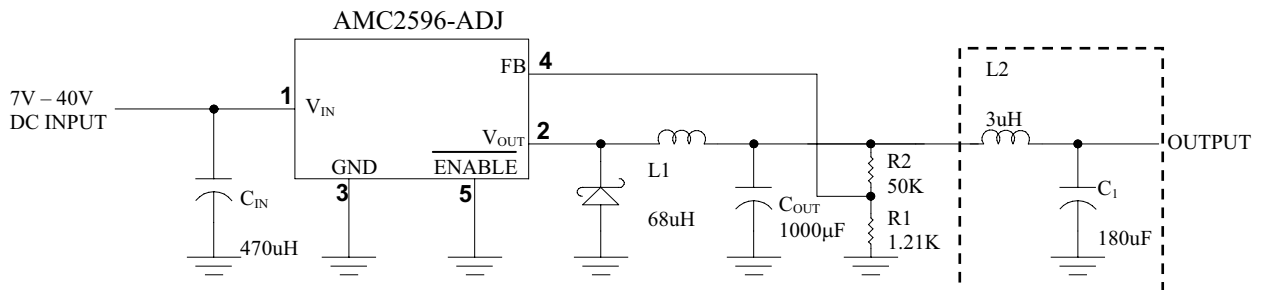 AMC2596-ADJ
7V – 40V
DC INPUT
1
VIN
FB
4
VOUT
2
GND
3
ENABLE
5
CIN
470uH
L1
68uH
COUT
1000µF
R2
50K
R1
1.21K
L2
3uH
C1
180uF
OUTPUT